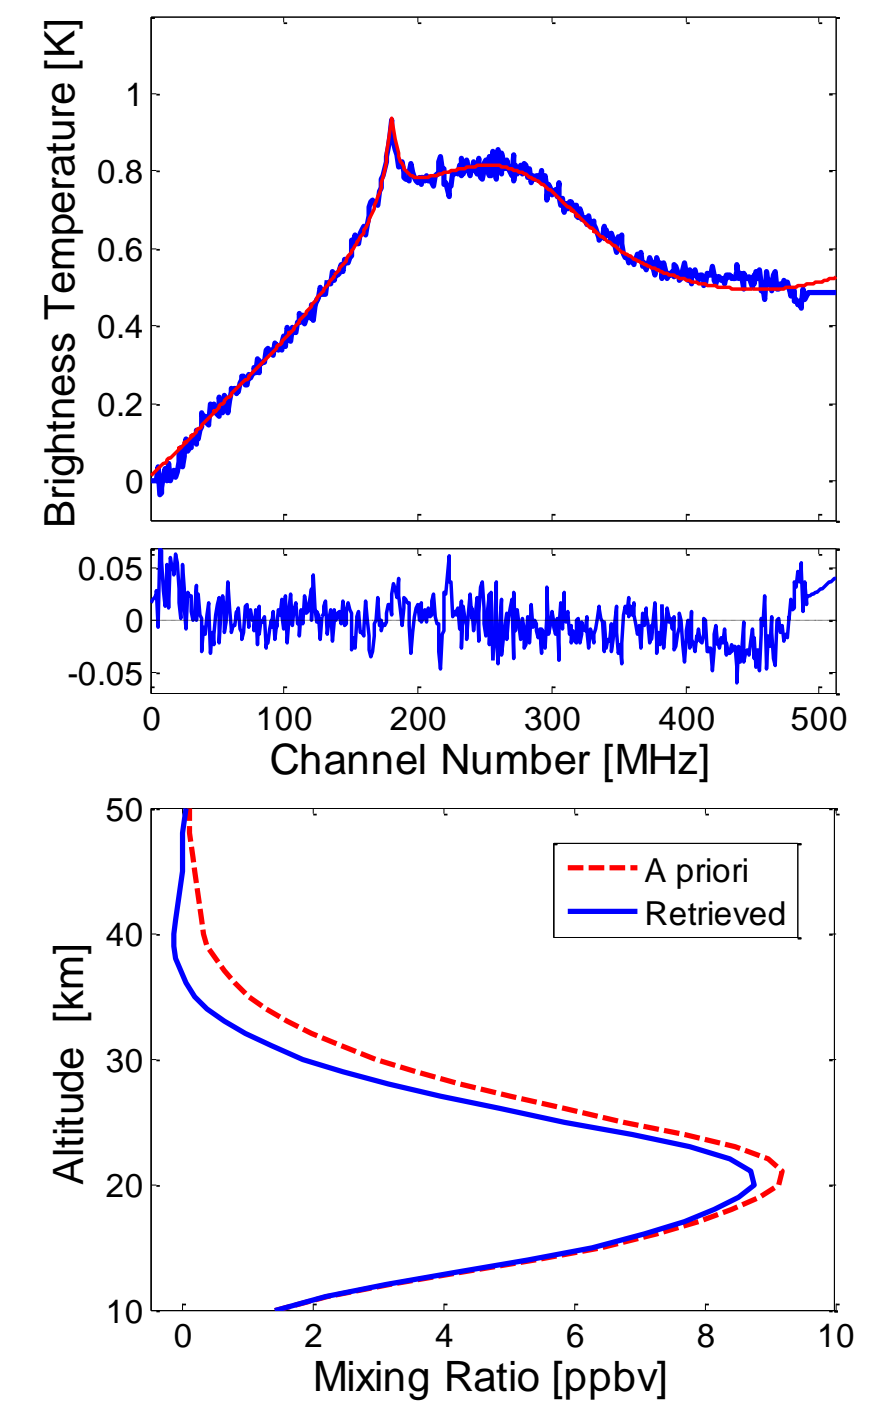 Brightness Temperature [K]
1
0.8
0.6
0.4
0.2
0
0.05
0
-0.05
0 100 200 300 400 500
Channel Number [MHz]
Altitude [km]
50
40
30
20
10
A priori
Retrieved
0 2 4 6 8 10
Mixing Ratio [ppbv]